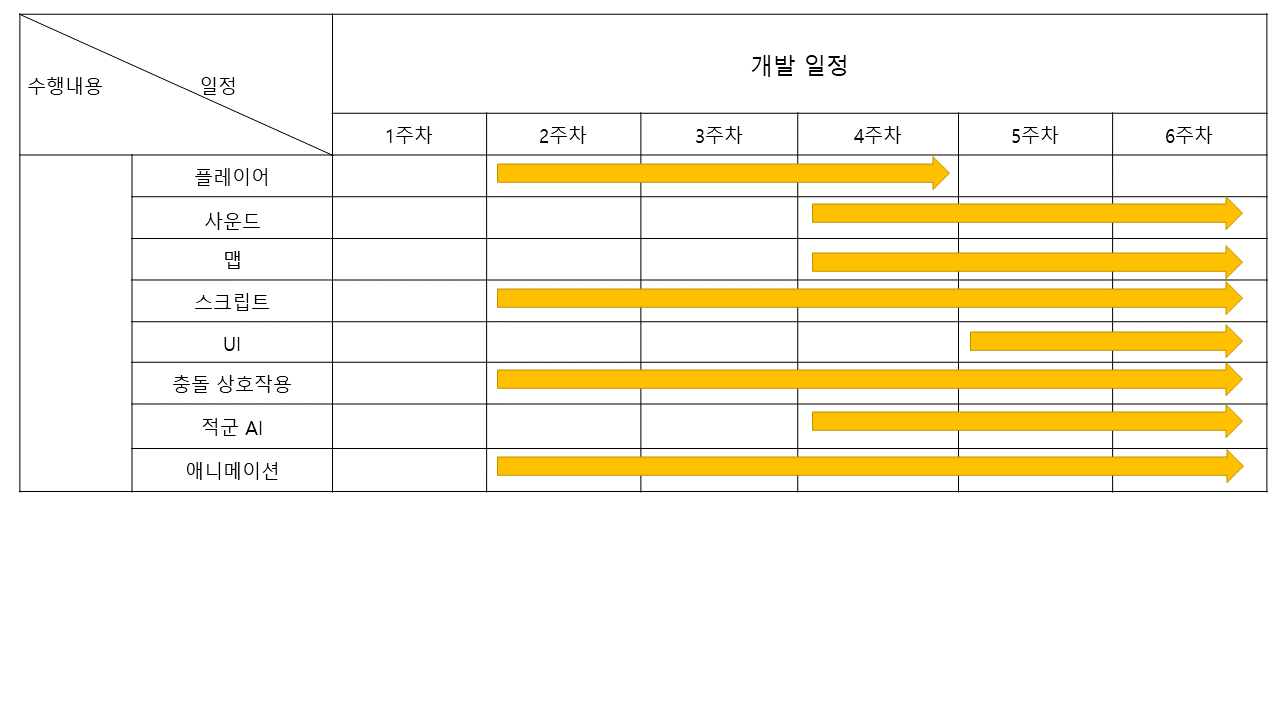 개발 일정
수행내용 일정
1주차 2주차 3주차 4주차 5주차 6주차
플레이어
사운드
맵
스크립트
UI
충돌 상호작용
적군 AI
애니메이션